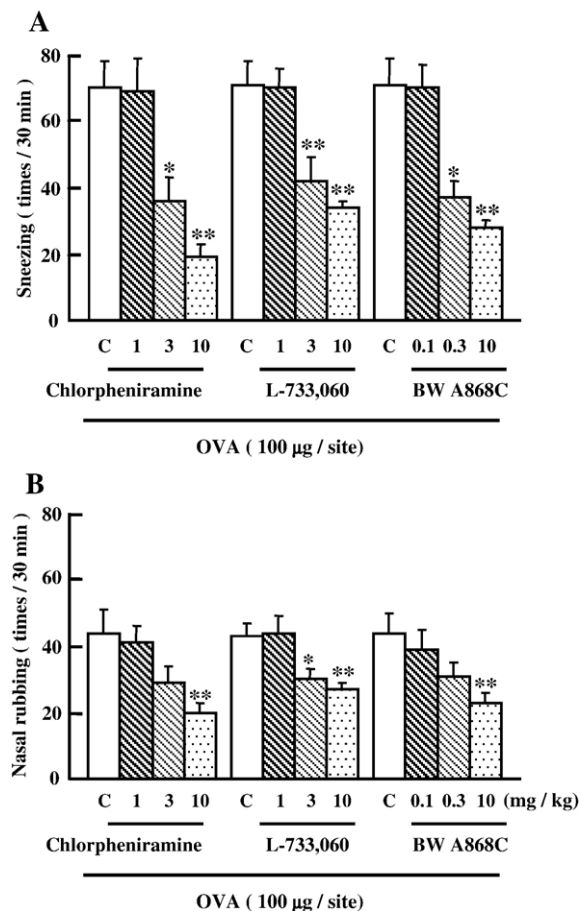 A
80
60
40
20
0
Sneezing ( times / 30 min )
* ** ** ** * **
C 1 3 10 C 1 3 10 C 0.1 0.3 10
Chlorpheniramine L-733,060 BW A868C
OVA ( 100 µg / site)
B
80
60
40
20
0
Nasal rubbing ( times / 30 min )
** * ** **
C 1 3 10 C 1 3 10 C 0.1 0.3 10 (mg / kg)
Chlorpheniramine L-733,060 BW A868C
OVA ( 100 µg / site)